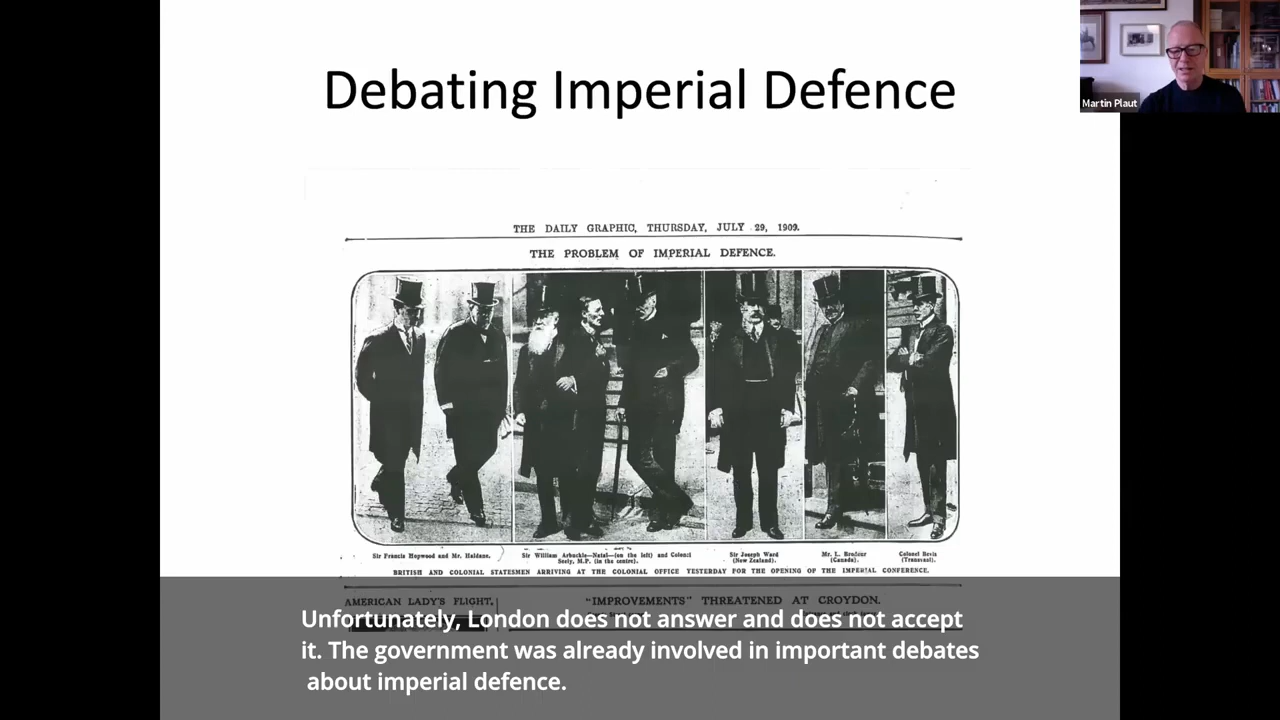 Debating Imperial Defence
Martin Plaut
THE DAILY GRAPHIC, THURSDAY, JULY 29, 1909.
THE PROBLEM OF IMPERIAL DEFENCE.
Sir Francis Hopwood and Mr. Haldane.
Sir William Arbuckle—Natal—(on the left) and Colonel
Seely, M.P. (in the centre).
Sir Joseph Ward
(New Zealand).
Mr. L. Brodeur
(Canada).
Colonel Bevis
(Transvaal).
BRITISH AND COLONIAL STATESMEN ARRIVING AT THE COLONIAL OFFICE YESTERDAY FOR THE OPENING OF THE IMPERIAL CONFERENCE.
AMERICAN LADY'S FLIGHT.
"IMPROVEMENTS" THREATENED AT CROYDON.
Unfortunately, London does not answer and does not accept
it. The government was already involved in important debates
about imperial defence.